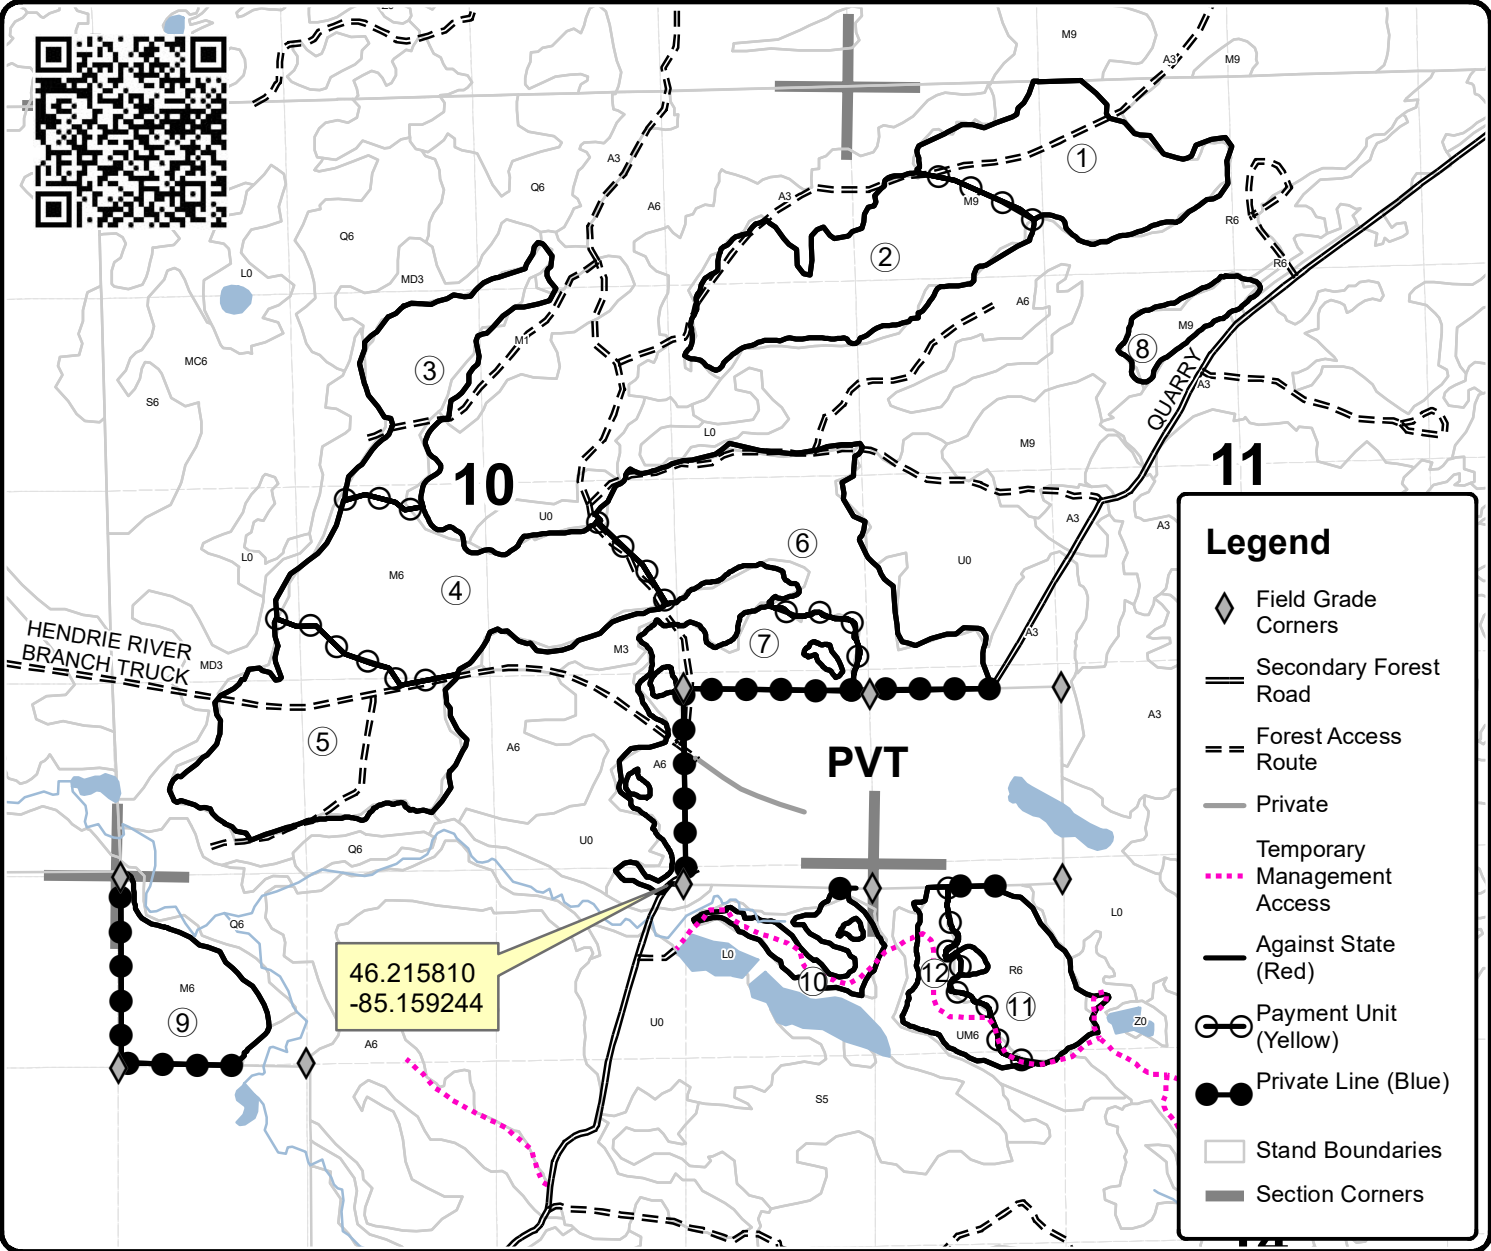 M9
A3
M9
A3
Q6
A6
A3
1
M9
R6
Q6
2
R6
L0
MD3
A6
M9
8
M1
MC6
3
QUARRY
A3
S6
L0
M9
11
10
U0
A3
A3
6
L0
U0
M6
4
A3
HENDRIE RIVER
BRANCH TRUCK
MD3
M3
7
5
A6
A6
PVT
A3
Q6
U0
Q6
L0
46.215810
-85.159244
L0
10
12
R6
11
M6
9
A6
U0
UM6
Z0
S5
Legend
Field Grade
Corners
Secondary Forest
Road
Forest Access
Route
Private
Temporary
Management
Access
Against State
(Red)
Payment Unit
(Yellow)
Private Line (Blue)
Stand Boundaries
Section Corners